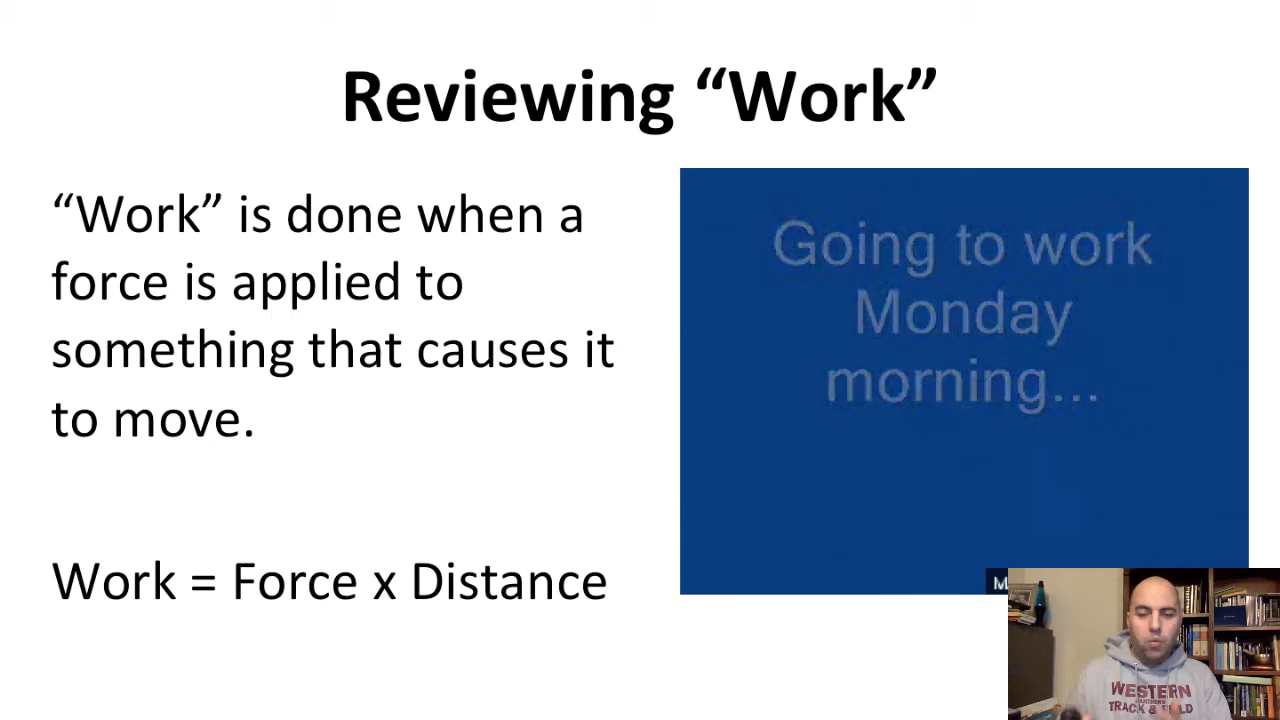 Reviewing “Work”
“Work” is done when a
force is applied to
something that causes it
to move.
Work = Force x Distance
Going to work
Monday
morning...
WESTERN
PANTHERS
TRACK & FIELD